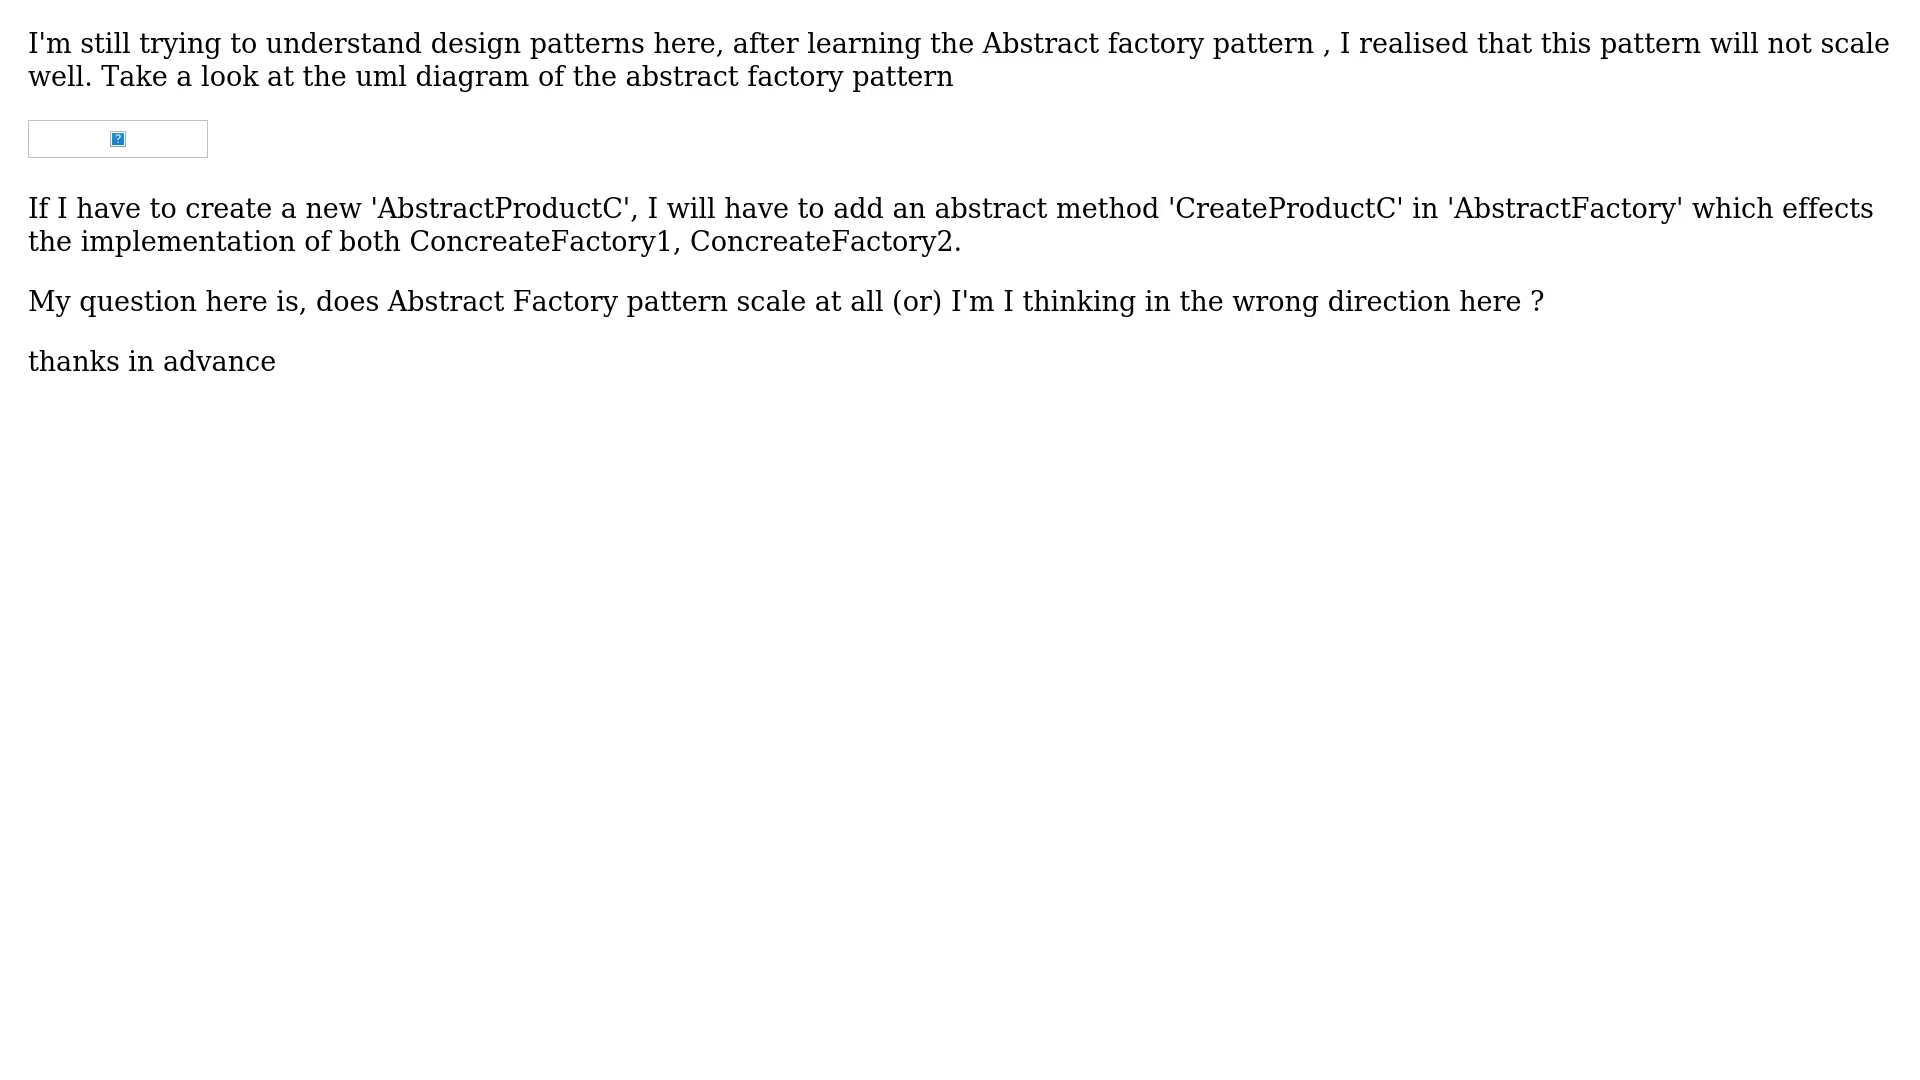 I'm still trying to understand design patterns here, after learning the Abstract factory pattern , I realised that this pattern will not scale
well. Take a look at the uml diagram of the abstract factory pattern
If I have to create a new 'AbstractProductC', I will have to add an abstract method 'CreateProductC' in 'AbstractFactory' which effects
the implementation of both ConcreateFactory1, ConcreateFactory2.
My question here is, does Abstract Factory pattern scale at all (or) I'm I thinking in the wrong direction here ?
thanks in advance